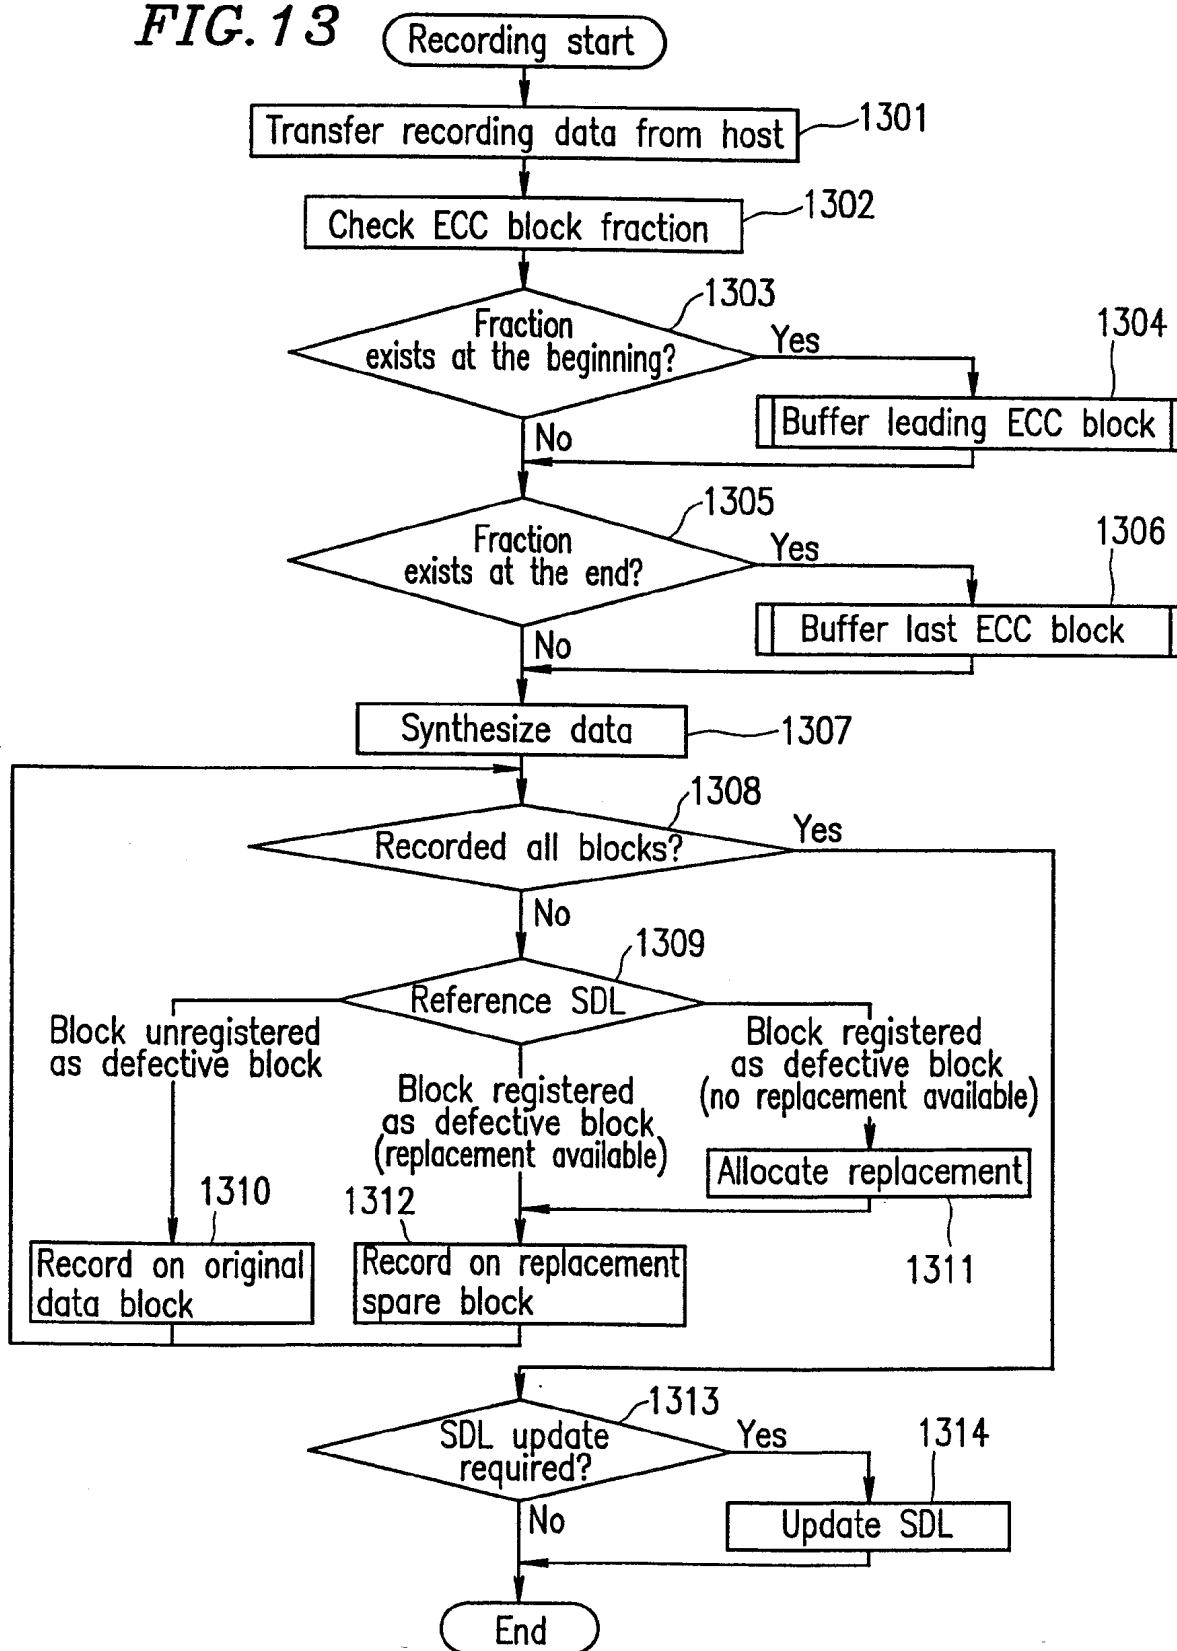 FIG.13
Recording start
Transfer recording data from host
1301
Check ECC block fraction
1302
1303
Fraction
exists at the beginning?
Yes
1304
Buffer leading ECC block
No
1305
Fraction
exists at the end?
Yes
1306
Buffer last ECC block
No
Synthesize data
1307
1308
Recorded all blocks?
Yes
No
1309
Reference SDL
Block unregistered
as defective block
Block registered
as defective block
(replacement available)
Block registered
as defective block
(no replacement available)
Allocate replacement
1311
1310
Record on original
data block
1312
Record on replacement
spare block
1313
SDL update
required?
Yes
1314
Update SDL
No
End